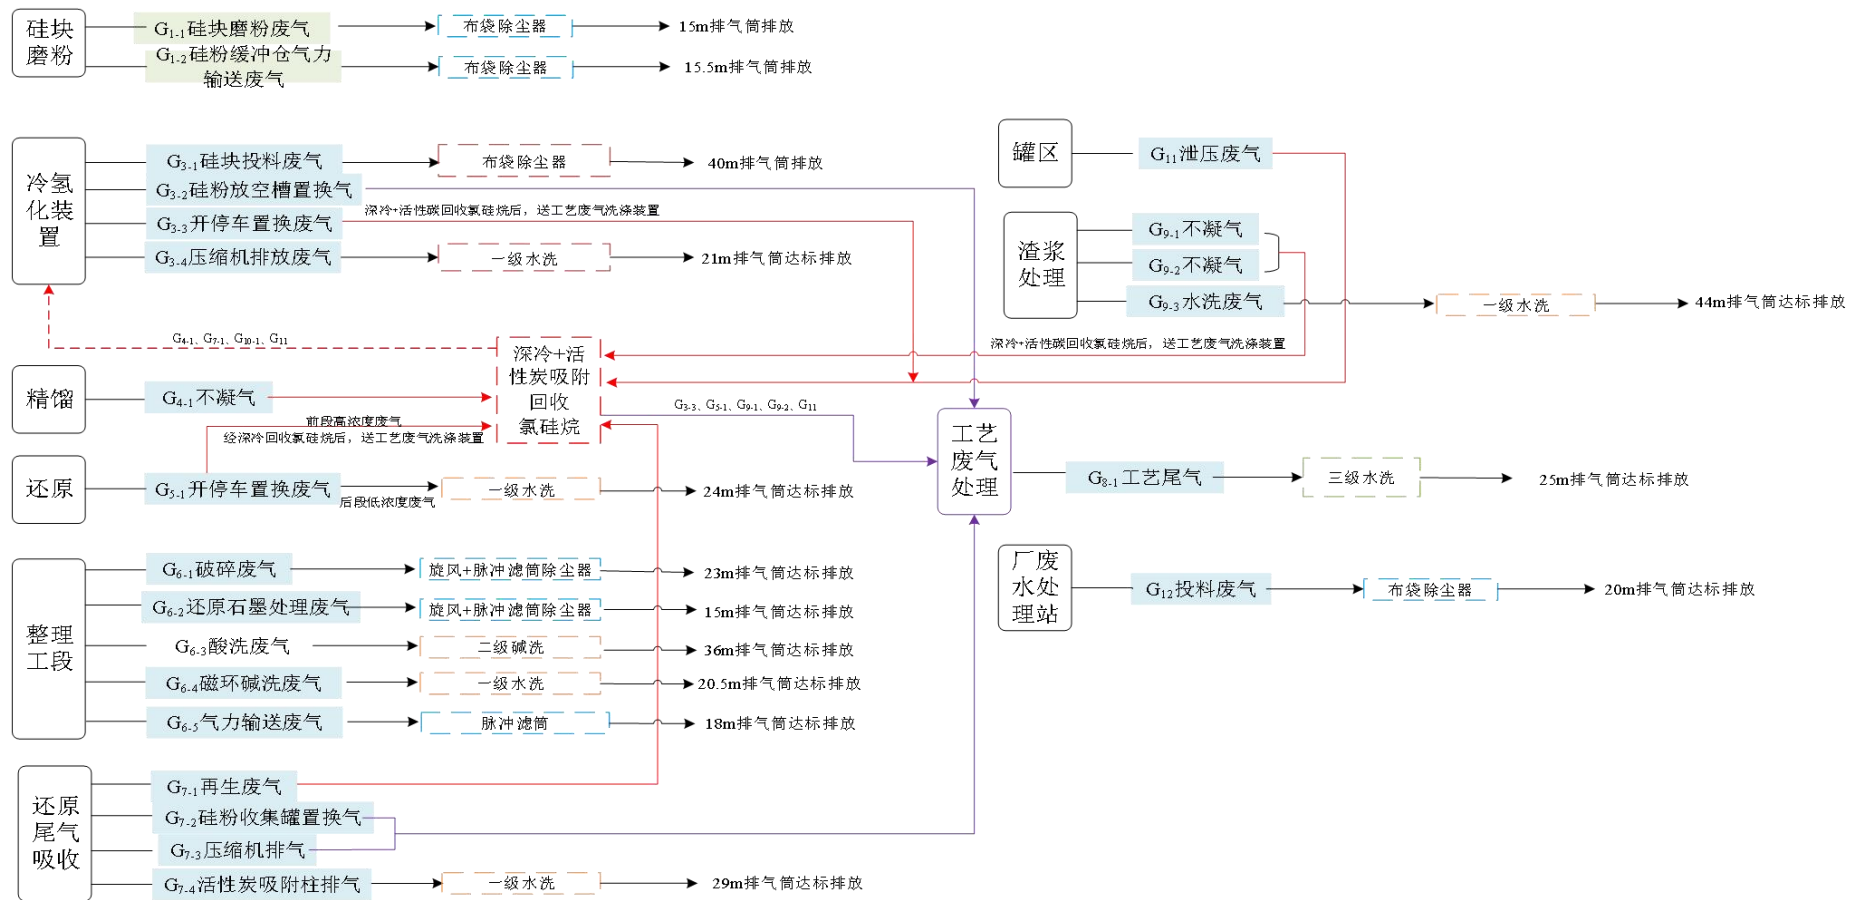 硅块
磨粉
G1-1硅块磨粉废气
布袋除尘器
15m排气筒排放
G1-2硅粉缓冲仓气力
输送废气
布袋除尘器
15.5m排气筒排放
冷氢
化装
置
G3-1硅块投料废气
布袋除尘器
40m排气筒排放
G3-2硅粉放空槽置换气
G3-3开停车置换废气
深冷+活性碳回收氯硅烷后，送工艺废气洗涤装置
G3-4压缩机排放废气
一级水洗
21m排气筒达标排放
罐区
G11泄压废气
渣浆
处理
G9-1不凝气
G9-2不凝气
G9-3水洗废气
一级水洗
44m排气筒达标排放
深冷+活性碳回收氯硅烷后，送工艺废气洗涤装置
G4-1、G7-1、G10-1、G11
深冷+活
性炭吸附
回收
氯硅烷
精馏
G4-1不凝气
前段高浓度废气
经深冷回收氯硅烷后，送工艺废气洗涤装置
G3-3、G5-1、G9-1、G9-2、G11
工艺
废气
处理
G8-1工艺尾气
三级水洗
25m排气筒达标排放
还原
G5-1开停车置换废气
后段低浓度废气
一级水洗
24m排气筒达标排放
整理
工段
G6-1破碎废气
旋风+脉冲滤筒除尘器
23m排气筒达标排放
G6-2还原石墨处理废气
旋风+脉冲滤筒除尘器
15m排气筒达标排放
G6-3酸洗废气
二级碱洗
36m排气筒达标排放
G6-4磁环碱洗废气
一级水洗
20.5m排气筒达标排放
G6-5气力输送废气
脉冲滤筒
18m排气筒达标排放
厂废
水处
理站
G12投料废气
布袋除尘器
20m排气筒达标排放
还原
尾气
吸收
G7-1再生废气
G7-2硅粉收集罐置换气
G7-3压缩机排气
G7-4活性炭吸附柱排气
一级水洗
29m排气筒达标排放